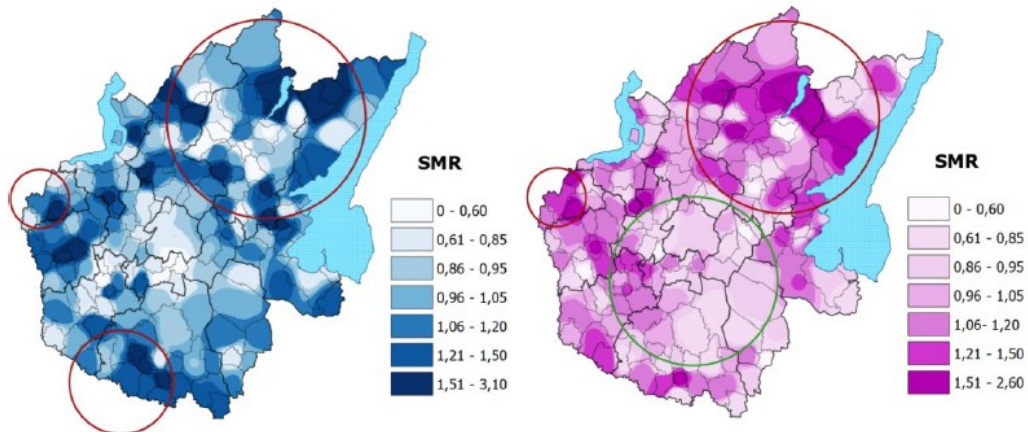 SMR
0 - 0,60
0,61 - 0,85
0,86 - 0,95
0,96 - 1,05
1,06 - 1,20
1,21 - 1,50
1,51 - 3,10
SMR
0 - 0,60
0,61 - 0,85
0,86 - 0,95
0,96 - 1,05
1,06- 1,20
1,21 - 1,50
1,51 - 2,60